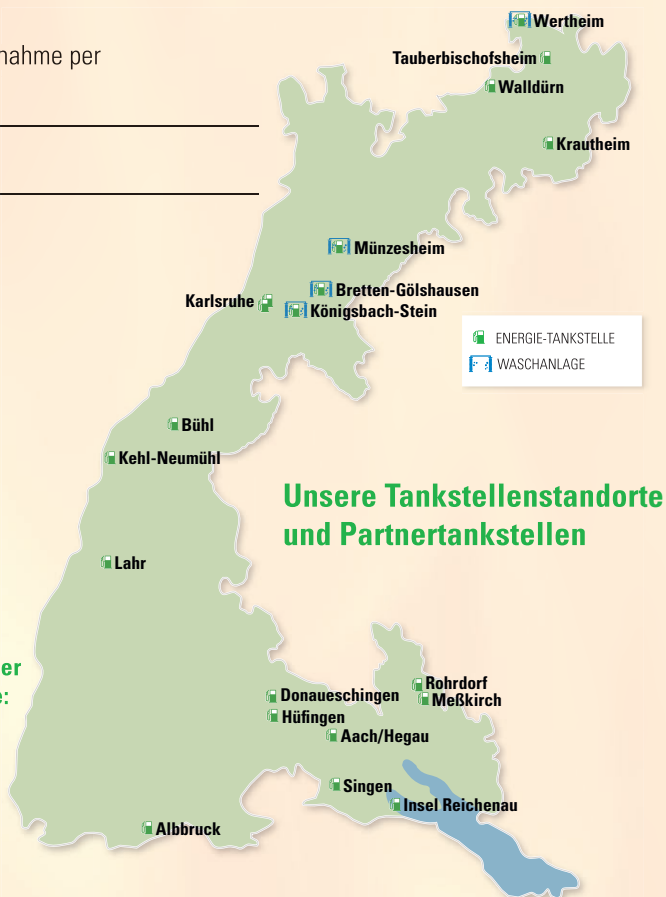 nahme per
Wertheim
Tauberbischofsheim
Walldürn
Krautheim
Münzesheim
Bretten-Gölshausen
Karlsruhe
Königsbach-Stein
ENERGIE-TANKSTELLE
WASCHANLAGE
Bühl
Kehl-Neumühl
Unsere Tankstellenstandorte
und Partnertankstellen
Lahr
er
e:
Rohrdorf
Donaueschingen
Meßkirch
Hüfingen
Aach/Hegau
Singen
Insel Reichenau
Albbruck